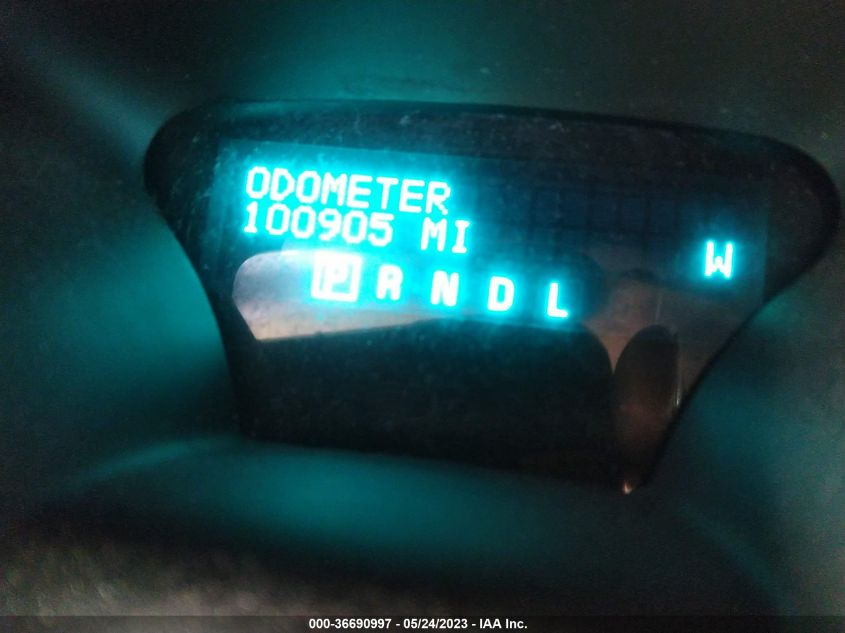 ODOMETER
100905 MI
W
P R N D L
000-36690997 - 05/24/2023 - IAA Inc.